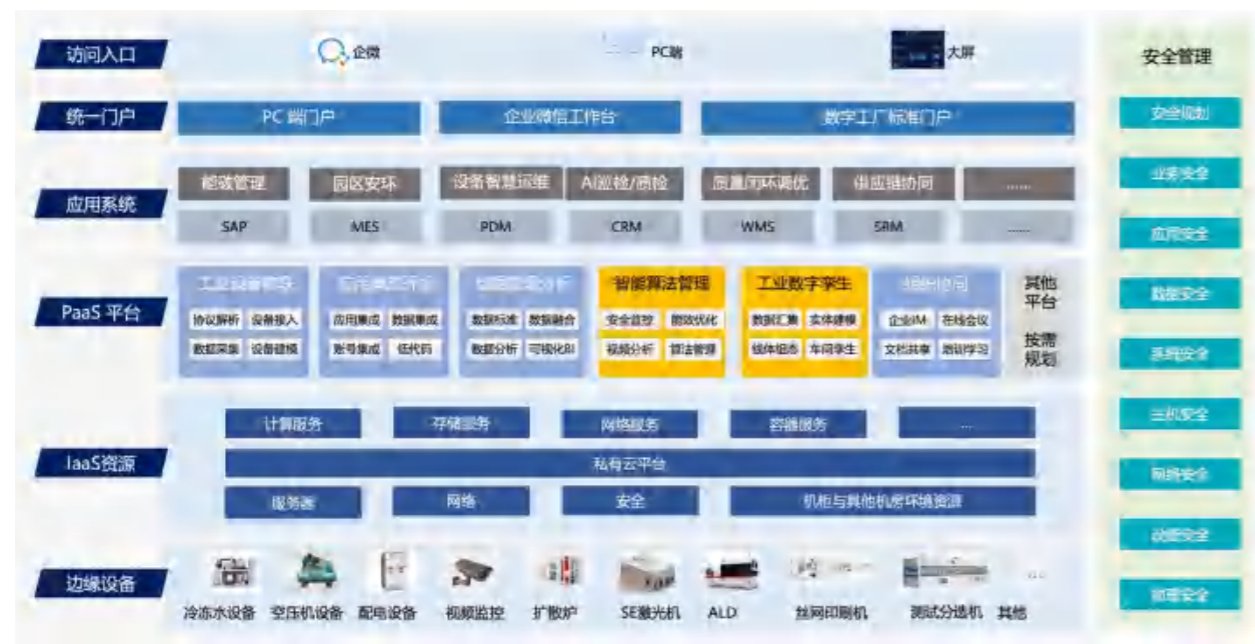 访问入口
企微
PC端
大屏
安全管理
统一门户
PC 端门户
企业微信工作台
数字工厂标准门户
安全规划
应用系统
能效管理
园区安环
设备智慧运维
AI巡检/质检
质量闭环调优
供应链协同
......
业务安全
SAP
MES
PDM
CRM
WMS
SRM
......
应用安全
PaaS 平台
智能算法管理
工业数字孪生
其他平台
按需规划
协议解析
设备接入
应用集成
数据集成
数据标准
数据融合
安全监控
能效优化
数据汇集
实体建模
企业IM
在线会议
数据安全
数据采集
设备建模
账号集成
低代码
数据分析
可视化BI
视频分析
算法管理
线体组态
车间孪生
文档共享
培训学习
系统安全
IaaS资源
计算服务
存储服务
网络服务
容器服务
...
主机安全
私有云平台
网络安全
服务器
网络
安全
机柜与其他机房环境资源
边缘设备
冷冻水设备
空压机设备
配电设备
视频监控
扩散炉
SE激光机
ALD
丝网印刷机
测试分选机
其他
...